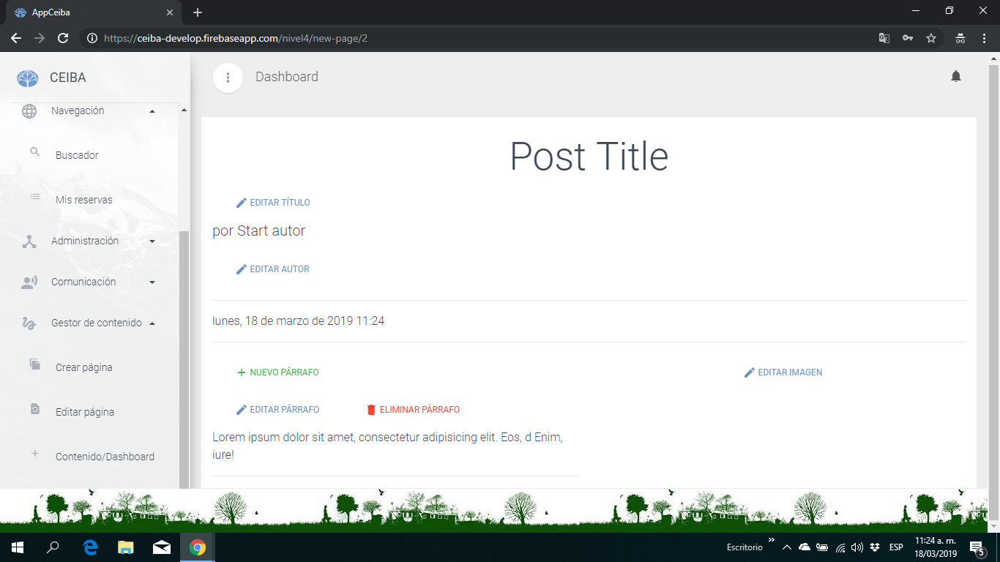 AppCeiba
https://ceiba-develop.firebaseapp.com/nivel4/new-page/2
CEIBA
Dashboard
Navegación
Buscador
Mis reservas
Administración
Comunicación
Gestor de contenido
Crear página
Editar página
Contenido/Dashboard
Post Title
EDITAR TÍTULO
por Start autor
EDITAR AUTOR
lunes, 18 de marzo de 2019 11:24
NUEVO PÁRRAFO
EDITAR IMAGEN
EDITAR PÁRRAFO
ELIMINAR PÁRRAFO
Lorem ipsum dolor sit amet, consectetur adipisicing elit. Eos, d Enim,
iure!
Escritorio
ESP
11:24 a. m.
18/03/2019
5